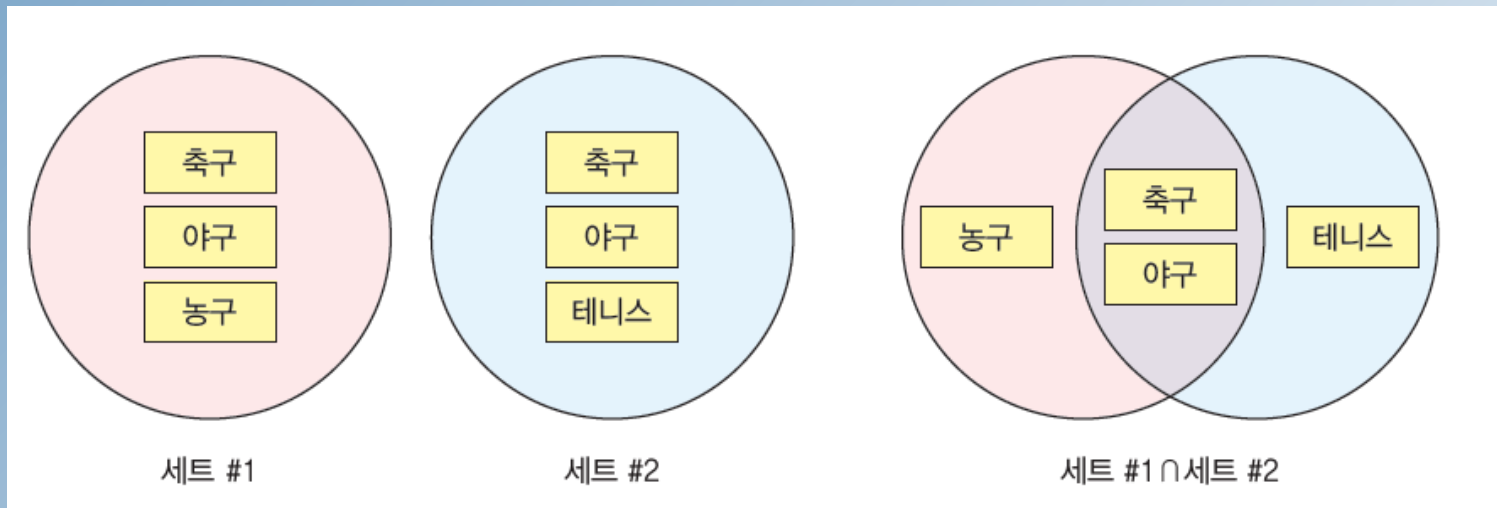 축구
야구
농구
세트 #1
축구
야구
테니스
세트 #2
농구
축구
야구
테니스
세트 #1∩세트 #2